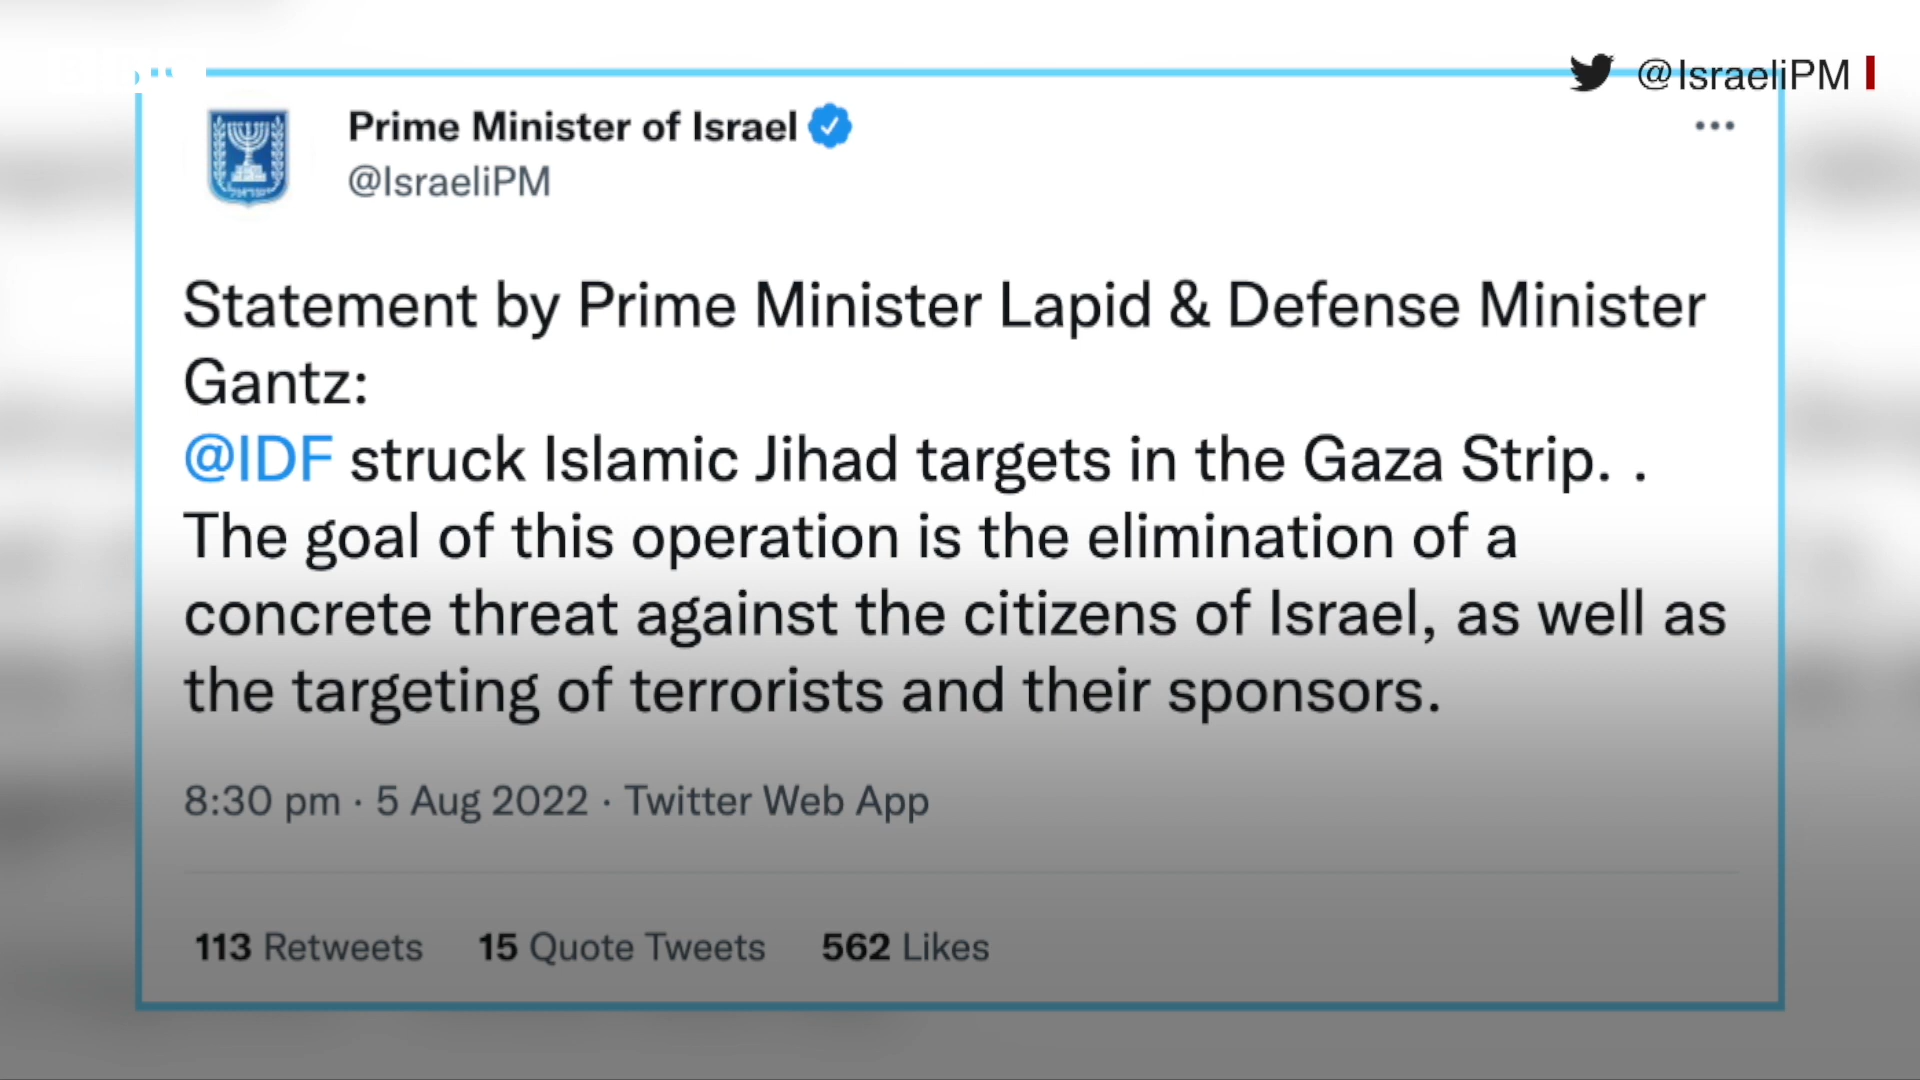 @IsraeliPM
Prime Minister of Israel
@IsraeliPM
Statement by Prime Minister Lapid & Defense Minister
Gantz:
@IDF struck Islamic Jihad targets in the Gaza Strip. .
The goal of this operation is the elimination of a
concrete threat against the citizens of Israel, as well as
the targeting of terrorists and their sponsors.
8:30 pm · 5 Aug 2022 · Twitter Web App
113 Retweets 15 Quote Tweets 562 Likes